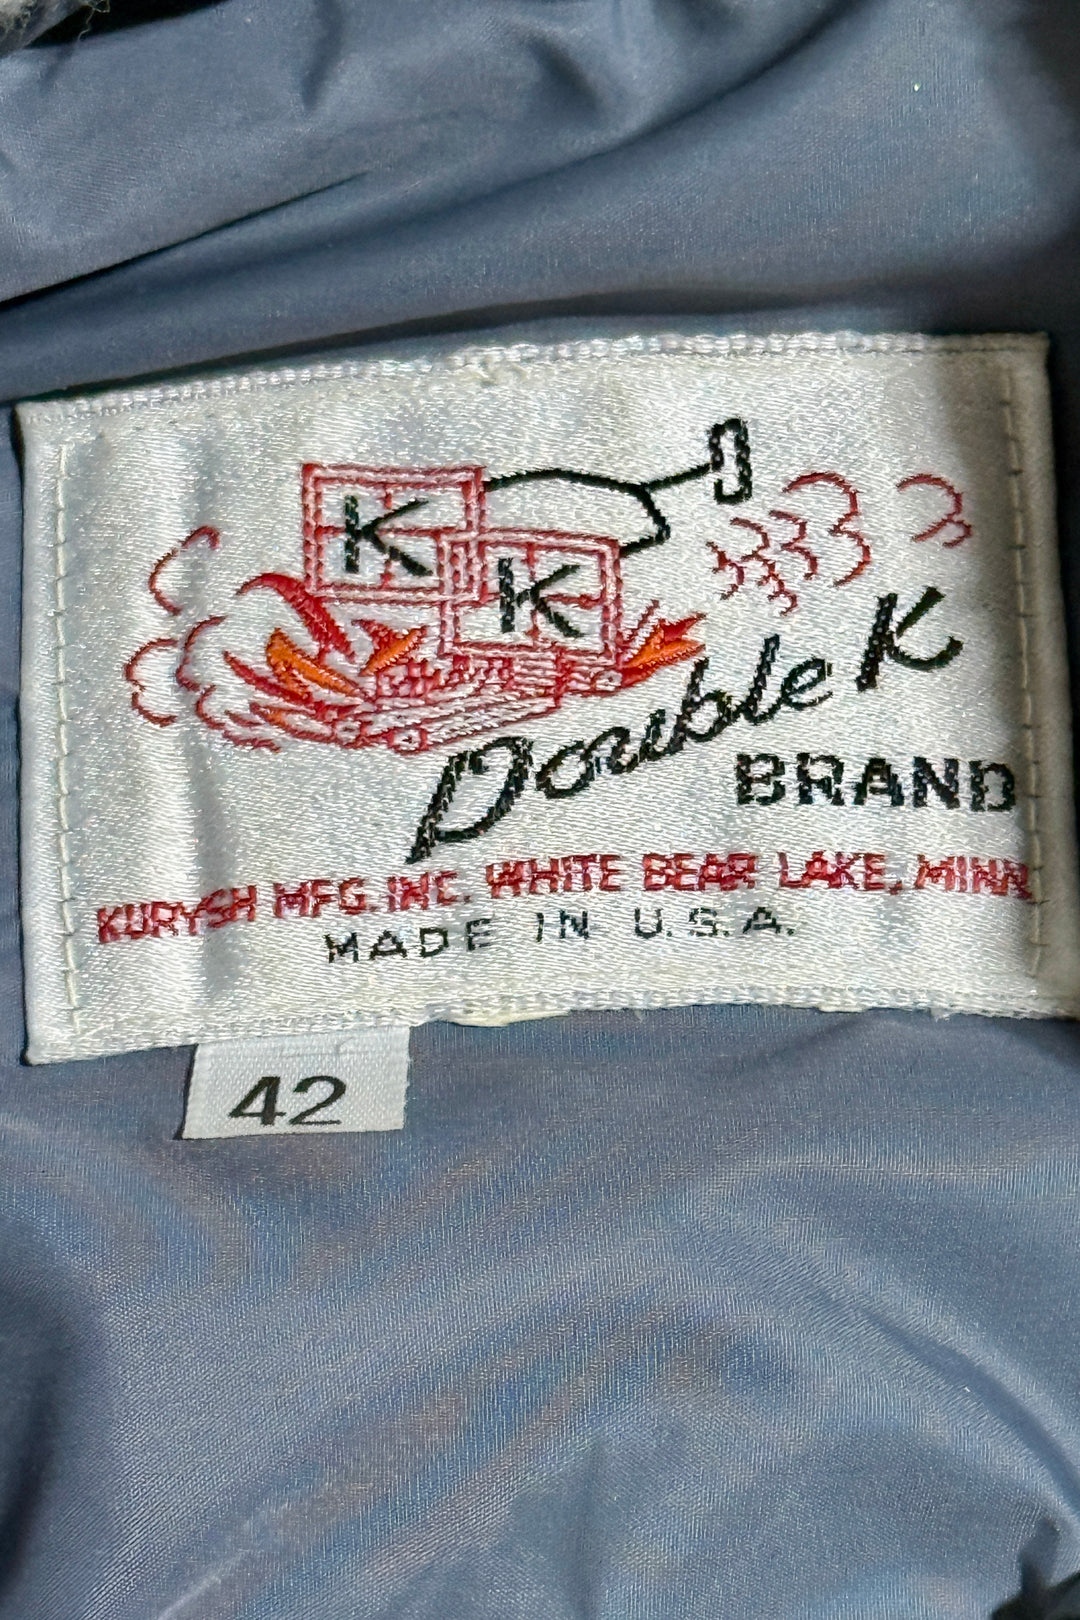 K
K
Double K
BRAND
KURYSH MFG. INC. WHITE BEAR LAKE, MINN.
MADE IN U.S.A.
42